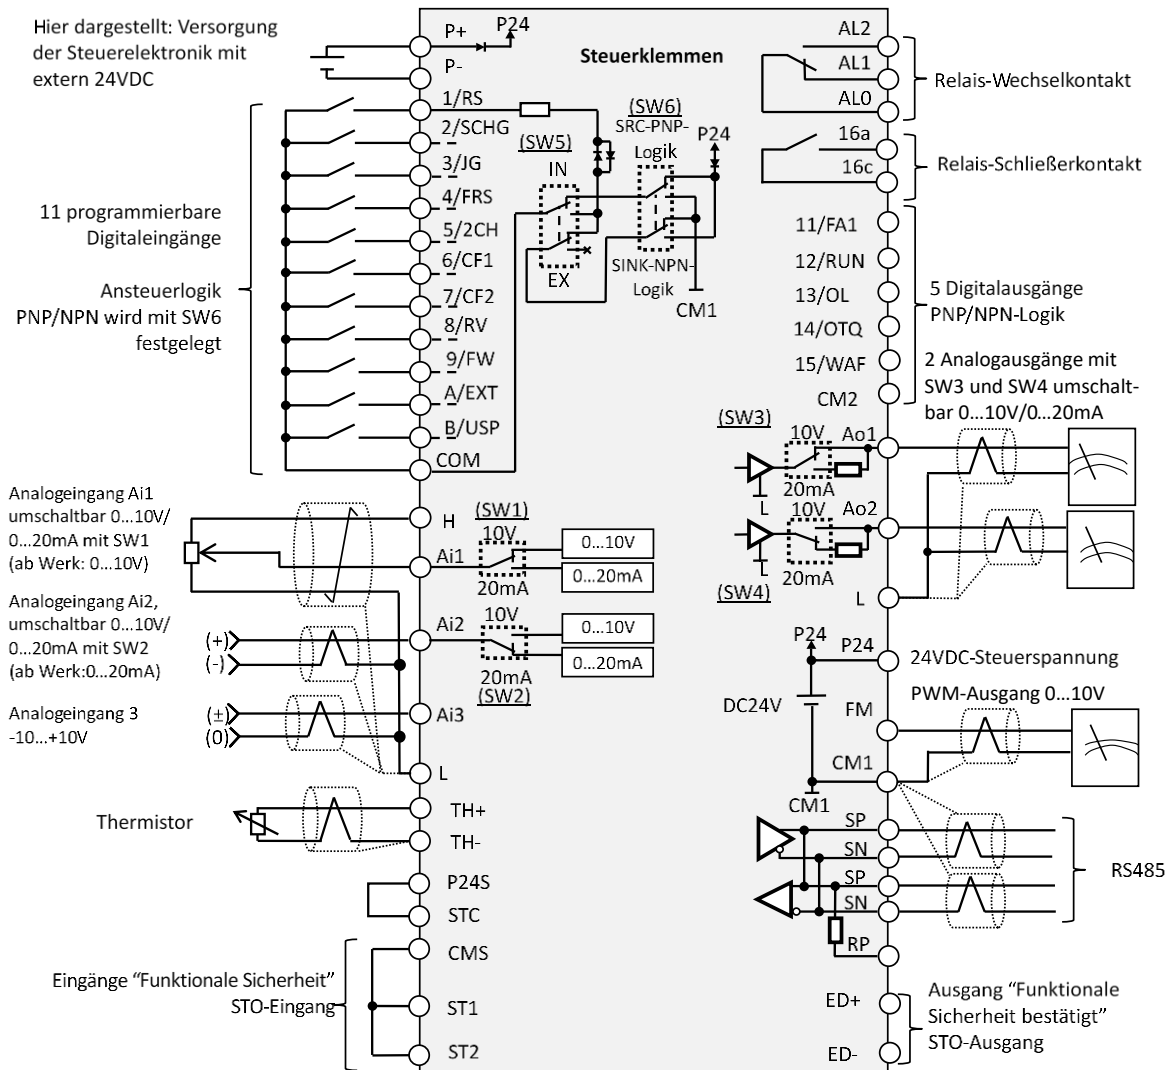 Hier dargestellt: Versorgung
der Steuerelektronik mit
extern 24VDC
P+
P24
P-
Steuerklemmen
AL2
AL1
AL0
Relais-Wechselkontakt
16a
16c
Relais-Schließerkontakt
1/RS
2/SCHG
3/JG
4/FRS
5/2CH
6/CF1
7/CF2
8/RV
9/FW
A/EXT
B/USP
COM
(SW5)
IN
EX
(SW6)
SRC-PNP-
Logik
P24
SINK-NPN-
Logik
CM1
11 programmierbare
Digitaleingänge
Ansteuerlogik
PNP/NPN wird mit SW6
festgelegt
11/FA1
12/RUN
13/OL
14/OTQ
15/WAF
CM2
5 Digitalausgänge
PNP/NPN-Logik
2 Analogausgänge mit
SW3 und SW4 umschalt-
bar 0...10V/0...20mA
(SW3)
10V
Ao1
20mA
L
10V
Ao2
20mA
L
(SW4)
L
Analogeingang Ai1
umschaltbar 0...10V/
0...20mA mit SW1
(ab Werk: 0...10V)
H
(SW1)
10V
0...10V
Ai1
20mA
0...20mA
Analogeingang Ai2,
umschaltbar 0...10V/
0...20mA mit SW2
(ab Werk:0...20mA)
(+)
(-)
Ai2
10V
0...10V
20mA
0...20mA
(SW2)
Analogeingang 3
-10...+10V
(±)
(0)
Ai3
L
P24
P24
24VDC-Steuerspannung
DC24V
FM
PWM-Ausgang 0...10V
CM1
CM1
Thermistor
TH+
TH-
SP
SN
SP
SN
RP
RS485
P24S
STC
CMS
ST1
ST2
Eingänge “Funktionale Sicherheit”
STO-Eingang
ED+
ED-
Ausgang “Funktionale
Sicherheit bestätigt”
STO-Ausgang